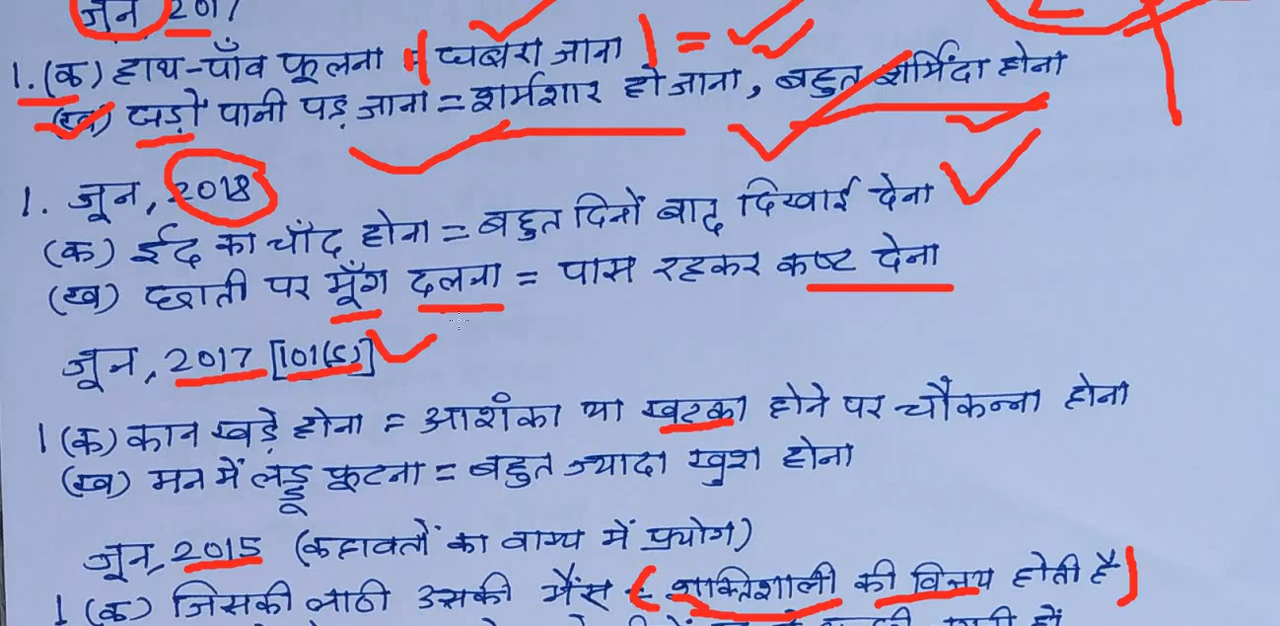 जून 2017
1. (क) हाथ-पाँव फूलना = घबरा जाना =
(ख) घड़ों पानी पड़ जाना = शर्मशार हो जाना, बहुत शर्मिंदा होना
1. जून, 2018
(क) ईद का चाँद होना = बहुत दिनों बाद दिखाई देना
(ख) छाती पर मूँग दलना = पास रहकर कष्ट देना
जून, 2017 [101(S)]
1 (क) कान खड़े होना = आशंका या खटका होने पर चौकन्ना होना
(ख) मन में लड्डू फूटना = बहुत ज्यादा खुश होना
जून, 2015 (कहावतों का वाक्य में प्रयोग)
1 (क) जिसकी लाठी उसकी भैंस - (शक्तिशाली की विजय होती है)